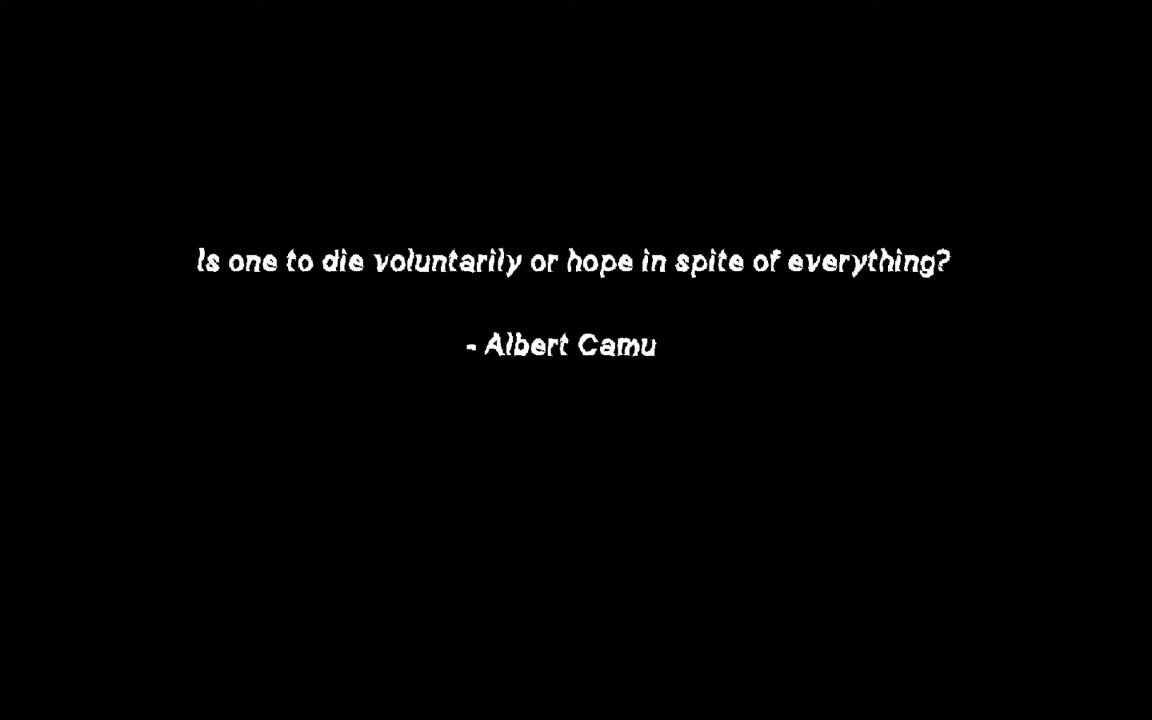 Is one to die voluntarily or hope in spite of everything?
- Albert Camu